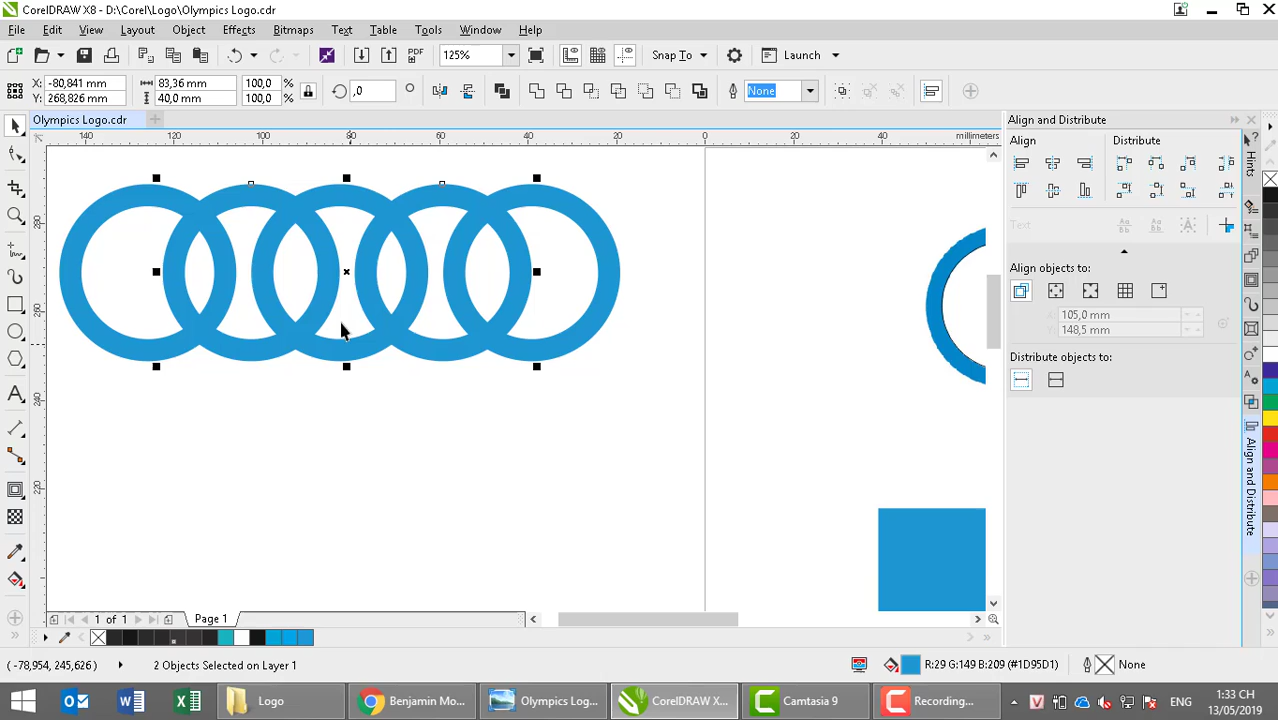 CorelDRAW X8 - D:\Corel\Logo\Olympics Logo.cdr
File Edit View Layout Object Effects Bitmaps Text Table Tools Window Help
PDF 125% Snap To Launch
X: -80,841 mm 83,36 mm 100,0 % ,0 ° None
Y: 268,826 mm 40,0 mm 100,0 %
Olympics Logo.cdr
Align and Distribute
140 120 100 80 60 40 20 0 20 40 millimeters
Align Distribute
Hints
Text
280
Align objects to:
260
105,0 mm
148,5 mm
Distribute objects to:
240
Align and Distribute
220
1 of 1 Page 1
(-78,954, 245,626) 2 Objects Selected on Layer 1 R:29 G:149 B:209 (#1D95D1) None
Logo Benjamin Mo... Olympics Log... CorelDRAW X... Camtasia 9 Recording... ENG 1:33 CH
13/05/2019